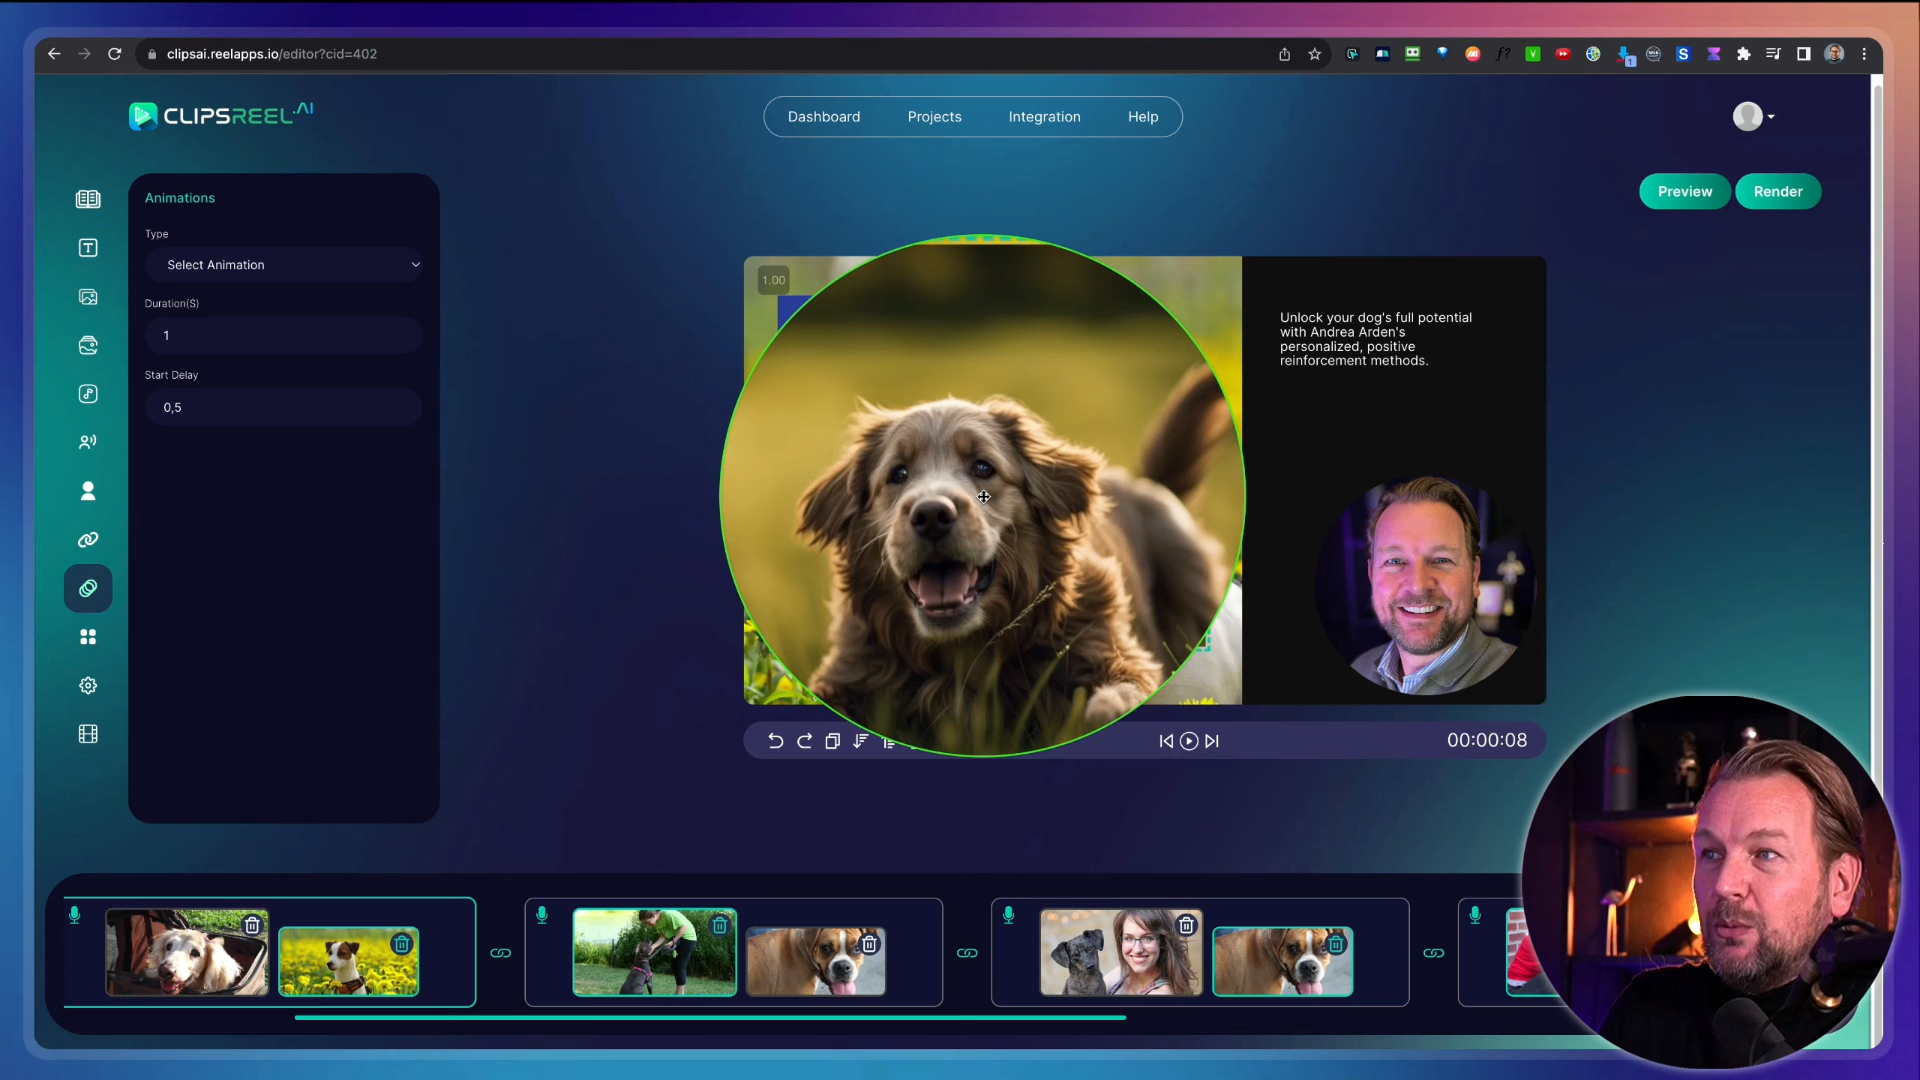 clipsai.reelapps.io/editor?cid=402
CLIPSREEL.AI
Dashboard
Projects
Integration
Help
Preview
Render
Animations
Type
Select Animation
Duration(S)
1
Start Delay
0,5
1.00
Unlock your dog's full potential
with Andrea Arden's
personalized, positive
reinforcement methods.
00:00:08